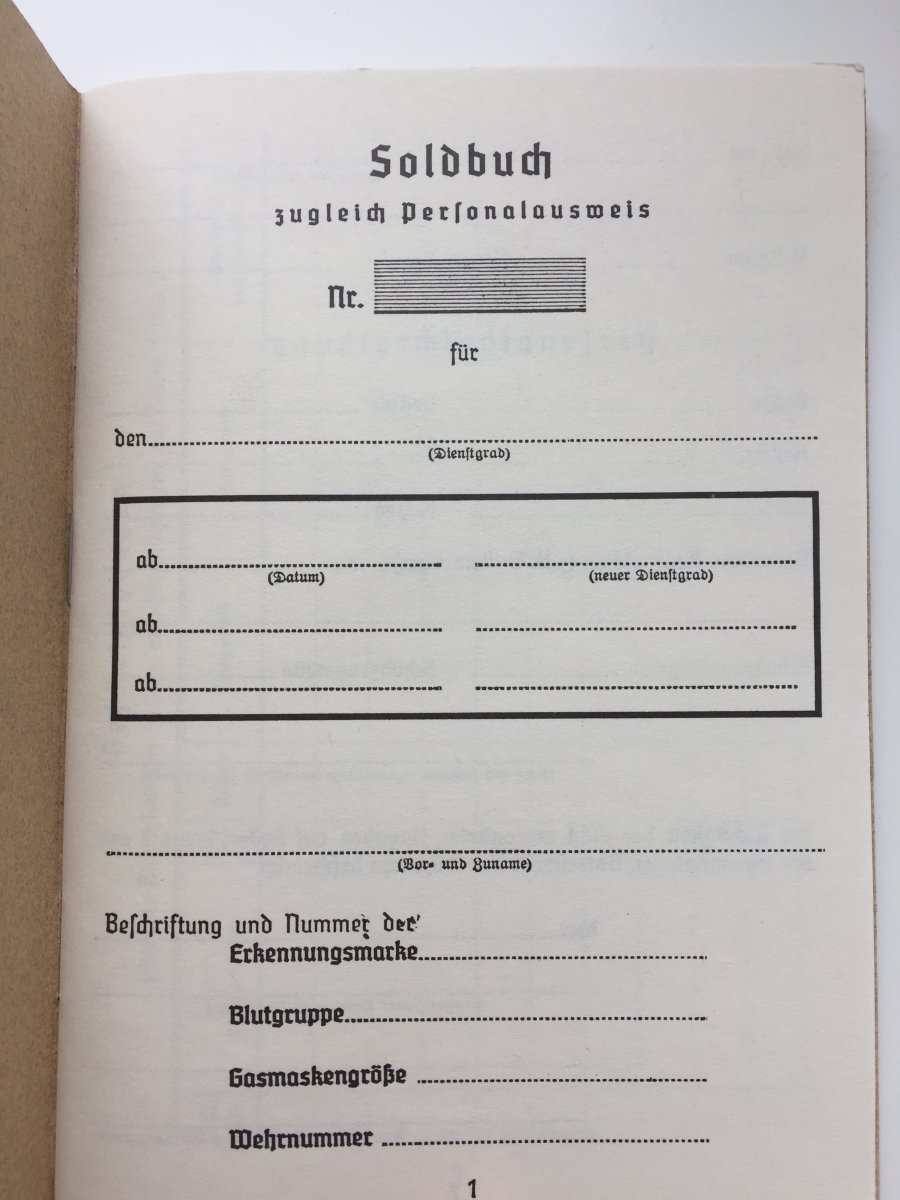 Soldbuch
zugleich Personalausweis
Nr.
für
den
(Dienstgrad)
ab
(Datum) (neuer Dienstgrad)
ab
ab
(Vor- und Zuname)
Beschriftung und Nummer der
Erkennungsmarke
Blutgruppe
Gasmaskengröße
Wehrnummer
1